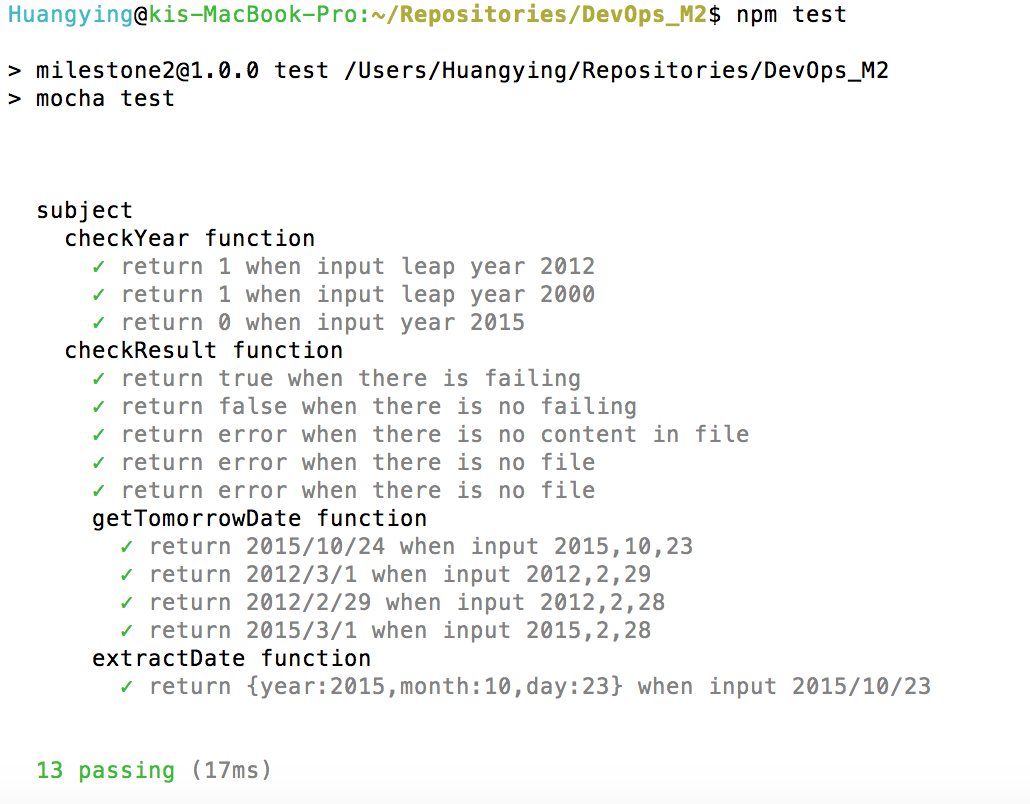 Huangying@kis-MacBook-Pro:~/Repositories/DevOps_M2$ npm test
> milestone2@1.0.0 test /Users/Huangying/Repositories/DevOps_M2
> mocha test
subject
checkYear function
✓ return 1 when input leap year 2012
✓ return 1 when input leap year 2000
✓ return 0 when input year 2015
checkResult function
✓ return true when there is failing
✓ return false when there is no failing
✓ return error when there is no content in file
✓ return error when there is no file
✓ return error when there is no file
getTomorrowDate function
✓ return 2015/10/24 when input 2015,10,23
✓ return 2012/3/1 when input 2012,2,29
✓ return 2012/2/29 when input 2012,2,28
✓ return 2015/3/1 when input 2015,2,28
extractDate function
✓ return {year:2015,month:10,day:23} when input 2015/10/23
13 passing (17ms)